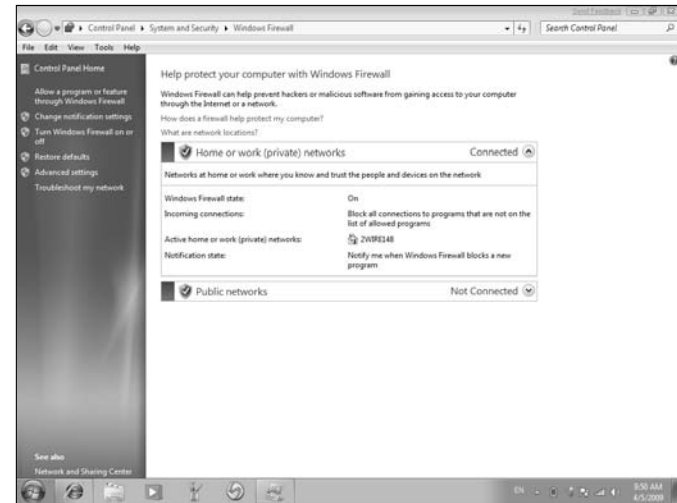 Send Feedback
Control Panel ▸ System and Security ▸ Windows Firewall
Search Control Panel
File Edit View Tools Help
Control Panel Home
Allow a program or feature
through Windows Firewall
Change notification settings
Turn Windows Firewall on or
off
Restore defaults
Advanced settings
Troubleshoot my network
See also
Network and Sharing Center
Help protect your computer with Windows Firewall
Windows Firewall can help prevent hackers or malicious software from gaining access to your computer
through the Internet or a network.
How does a firewall help protect my computer?
What are network locations?
Home or work (private) networks Connected
Networks at home or work where you know and trust the people and devices on the network
Windows Firewall state: On
Incoming connections: Block all connections to programs that are not on the
list of allowed programs
Active home or work (private) networks: 2WIRE148
Notification state: Notify me when Windows Firewall blocks a new
program
Public networks Not Connected
EN
9:50 AM
4/5/2009